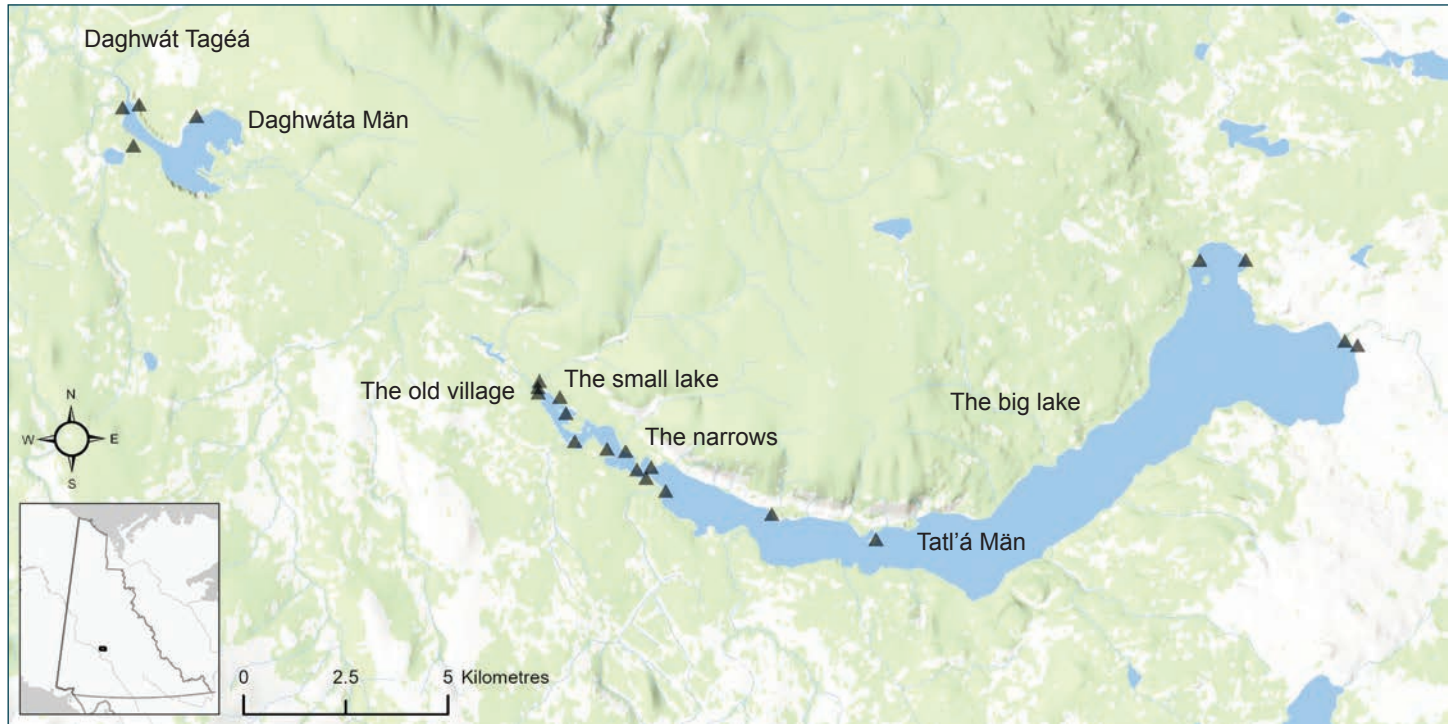 Daghwát Tagéá
Daghwáta Män
The old village
The small lake
The narrows
The big lake
Tatl'á Män
N
W
E
S
0
2.5
5 Kilometres